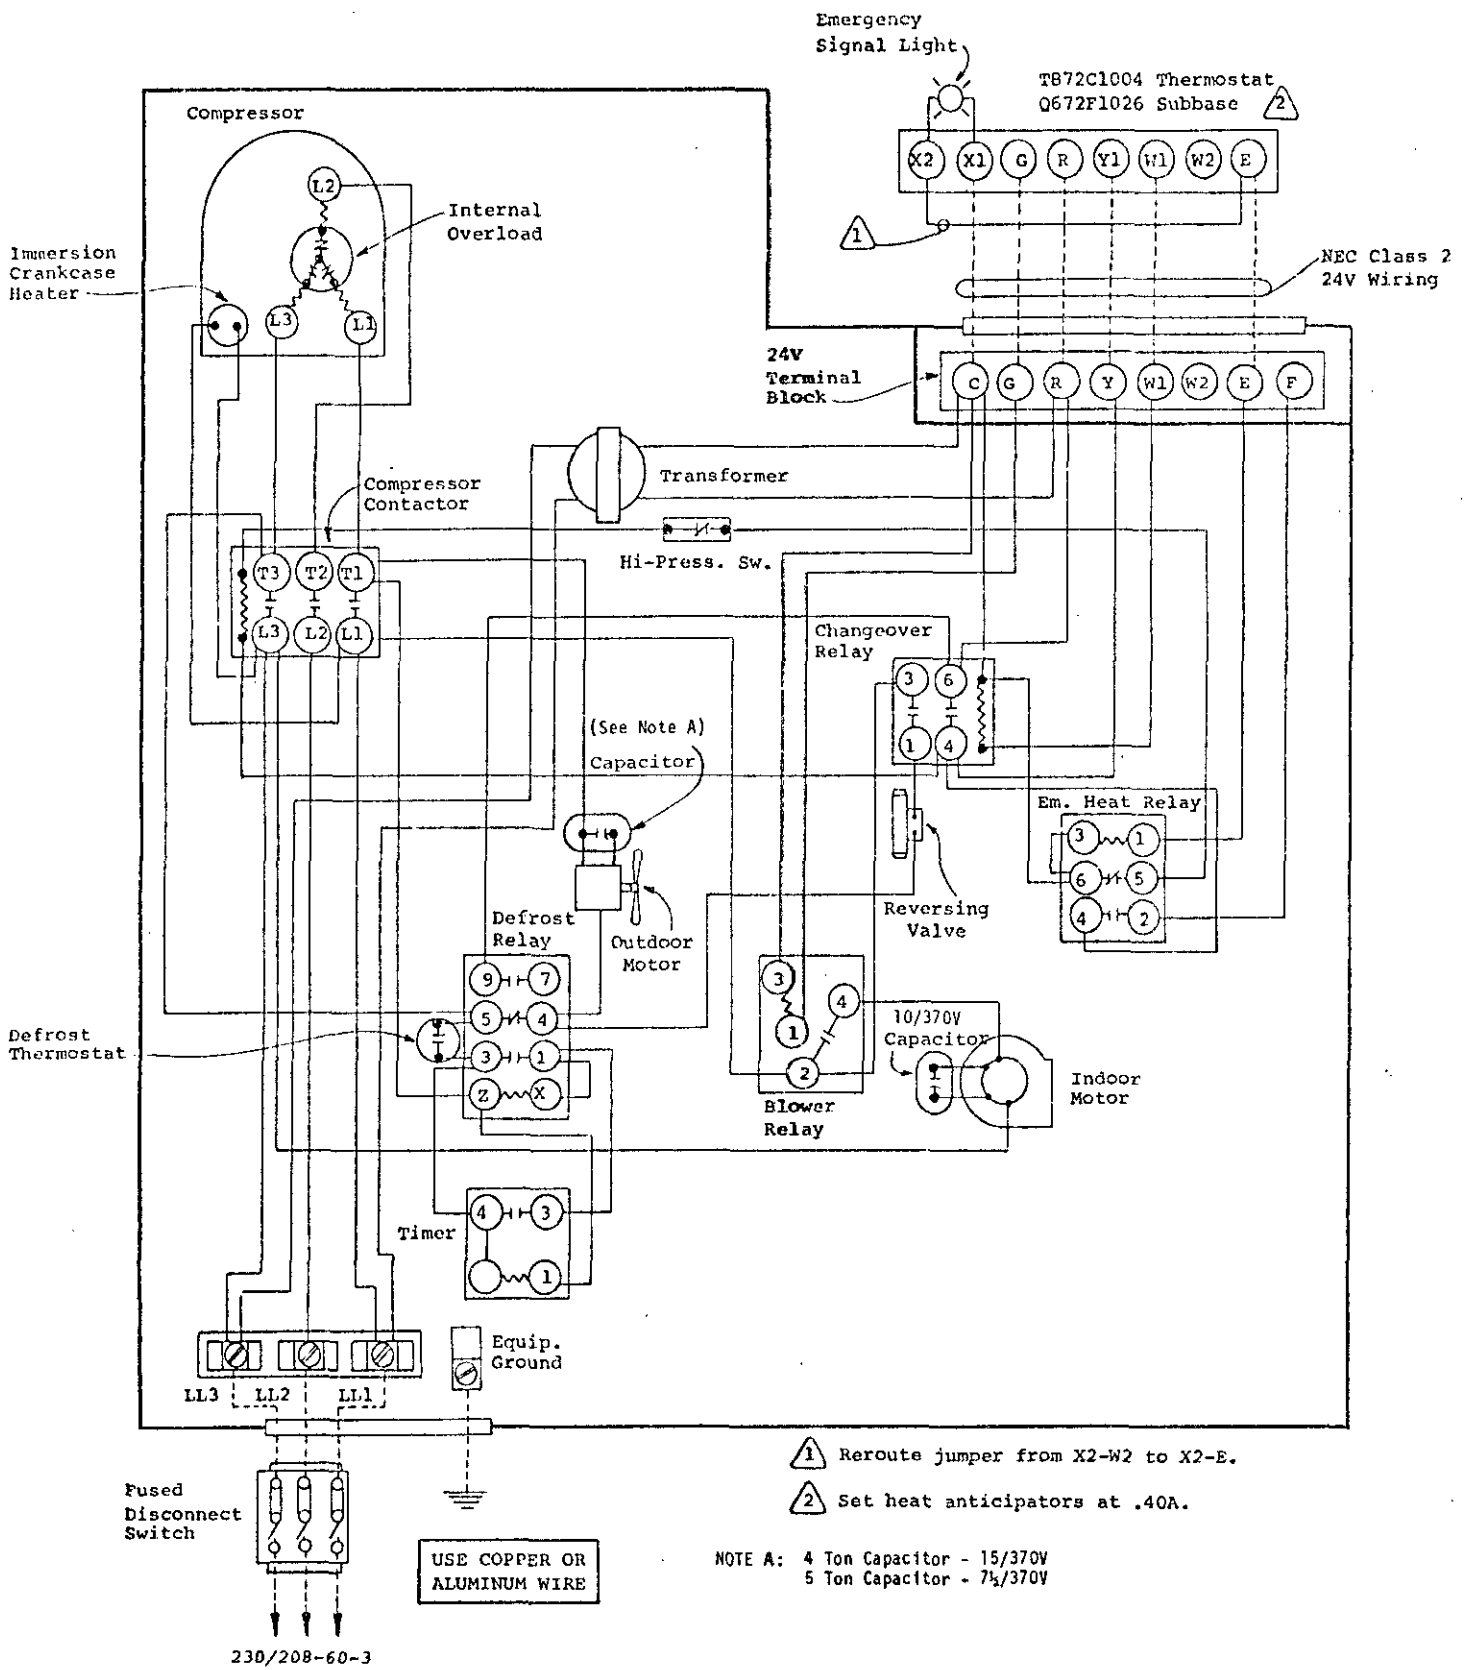 Emergency
Signal Light
T872C1004 Thermostat
Q672F1026 Subbase
2
X2 X1 G R Y1 W1 W2 E
1
NEC Class 2
24V Wiring
24V
Terminal
Block
C G R Y W1 W2 E F
Compressor
L2
Internal
Overload
Immersion
Crankcase
Heater
L3 L1
Transformer
Compressor
Contactor
Hi-Press. Sw.
T3 T2 T1
L3 L2 L1
Changeover
Relay
3 6
1 4
(See Note A)
Capacitor
Em. Heat Relay
3 1
6 5
4 2
Reversing
Valve
Defrost
Relay
Outdoor
Motor
9 7
5 4
3 1
Z X
Defrost
Thermostat
3 4
1
2
Blower
Relay
10/370V
Capacitor
Indoor
Motor
Timer
4 3
1
Equip.
Ground
LL3 LL2 LL1
Fused
Disconnect
Switch
230/208-60-3
USE COPPER OR
ALUMINUM WIRE
1 Reroute jumper from X2-W2 to X2-E.
2 Set heat anticipators at .40A.
NOTE A: 4 Ton Capacitor - 15/370V
5 Ton Capacitor - 7½/370V